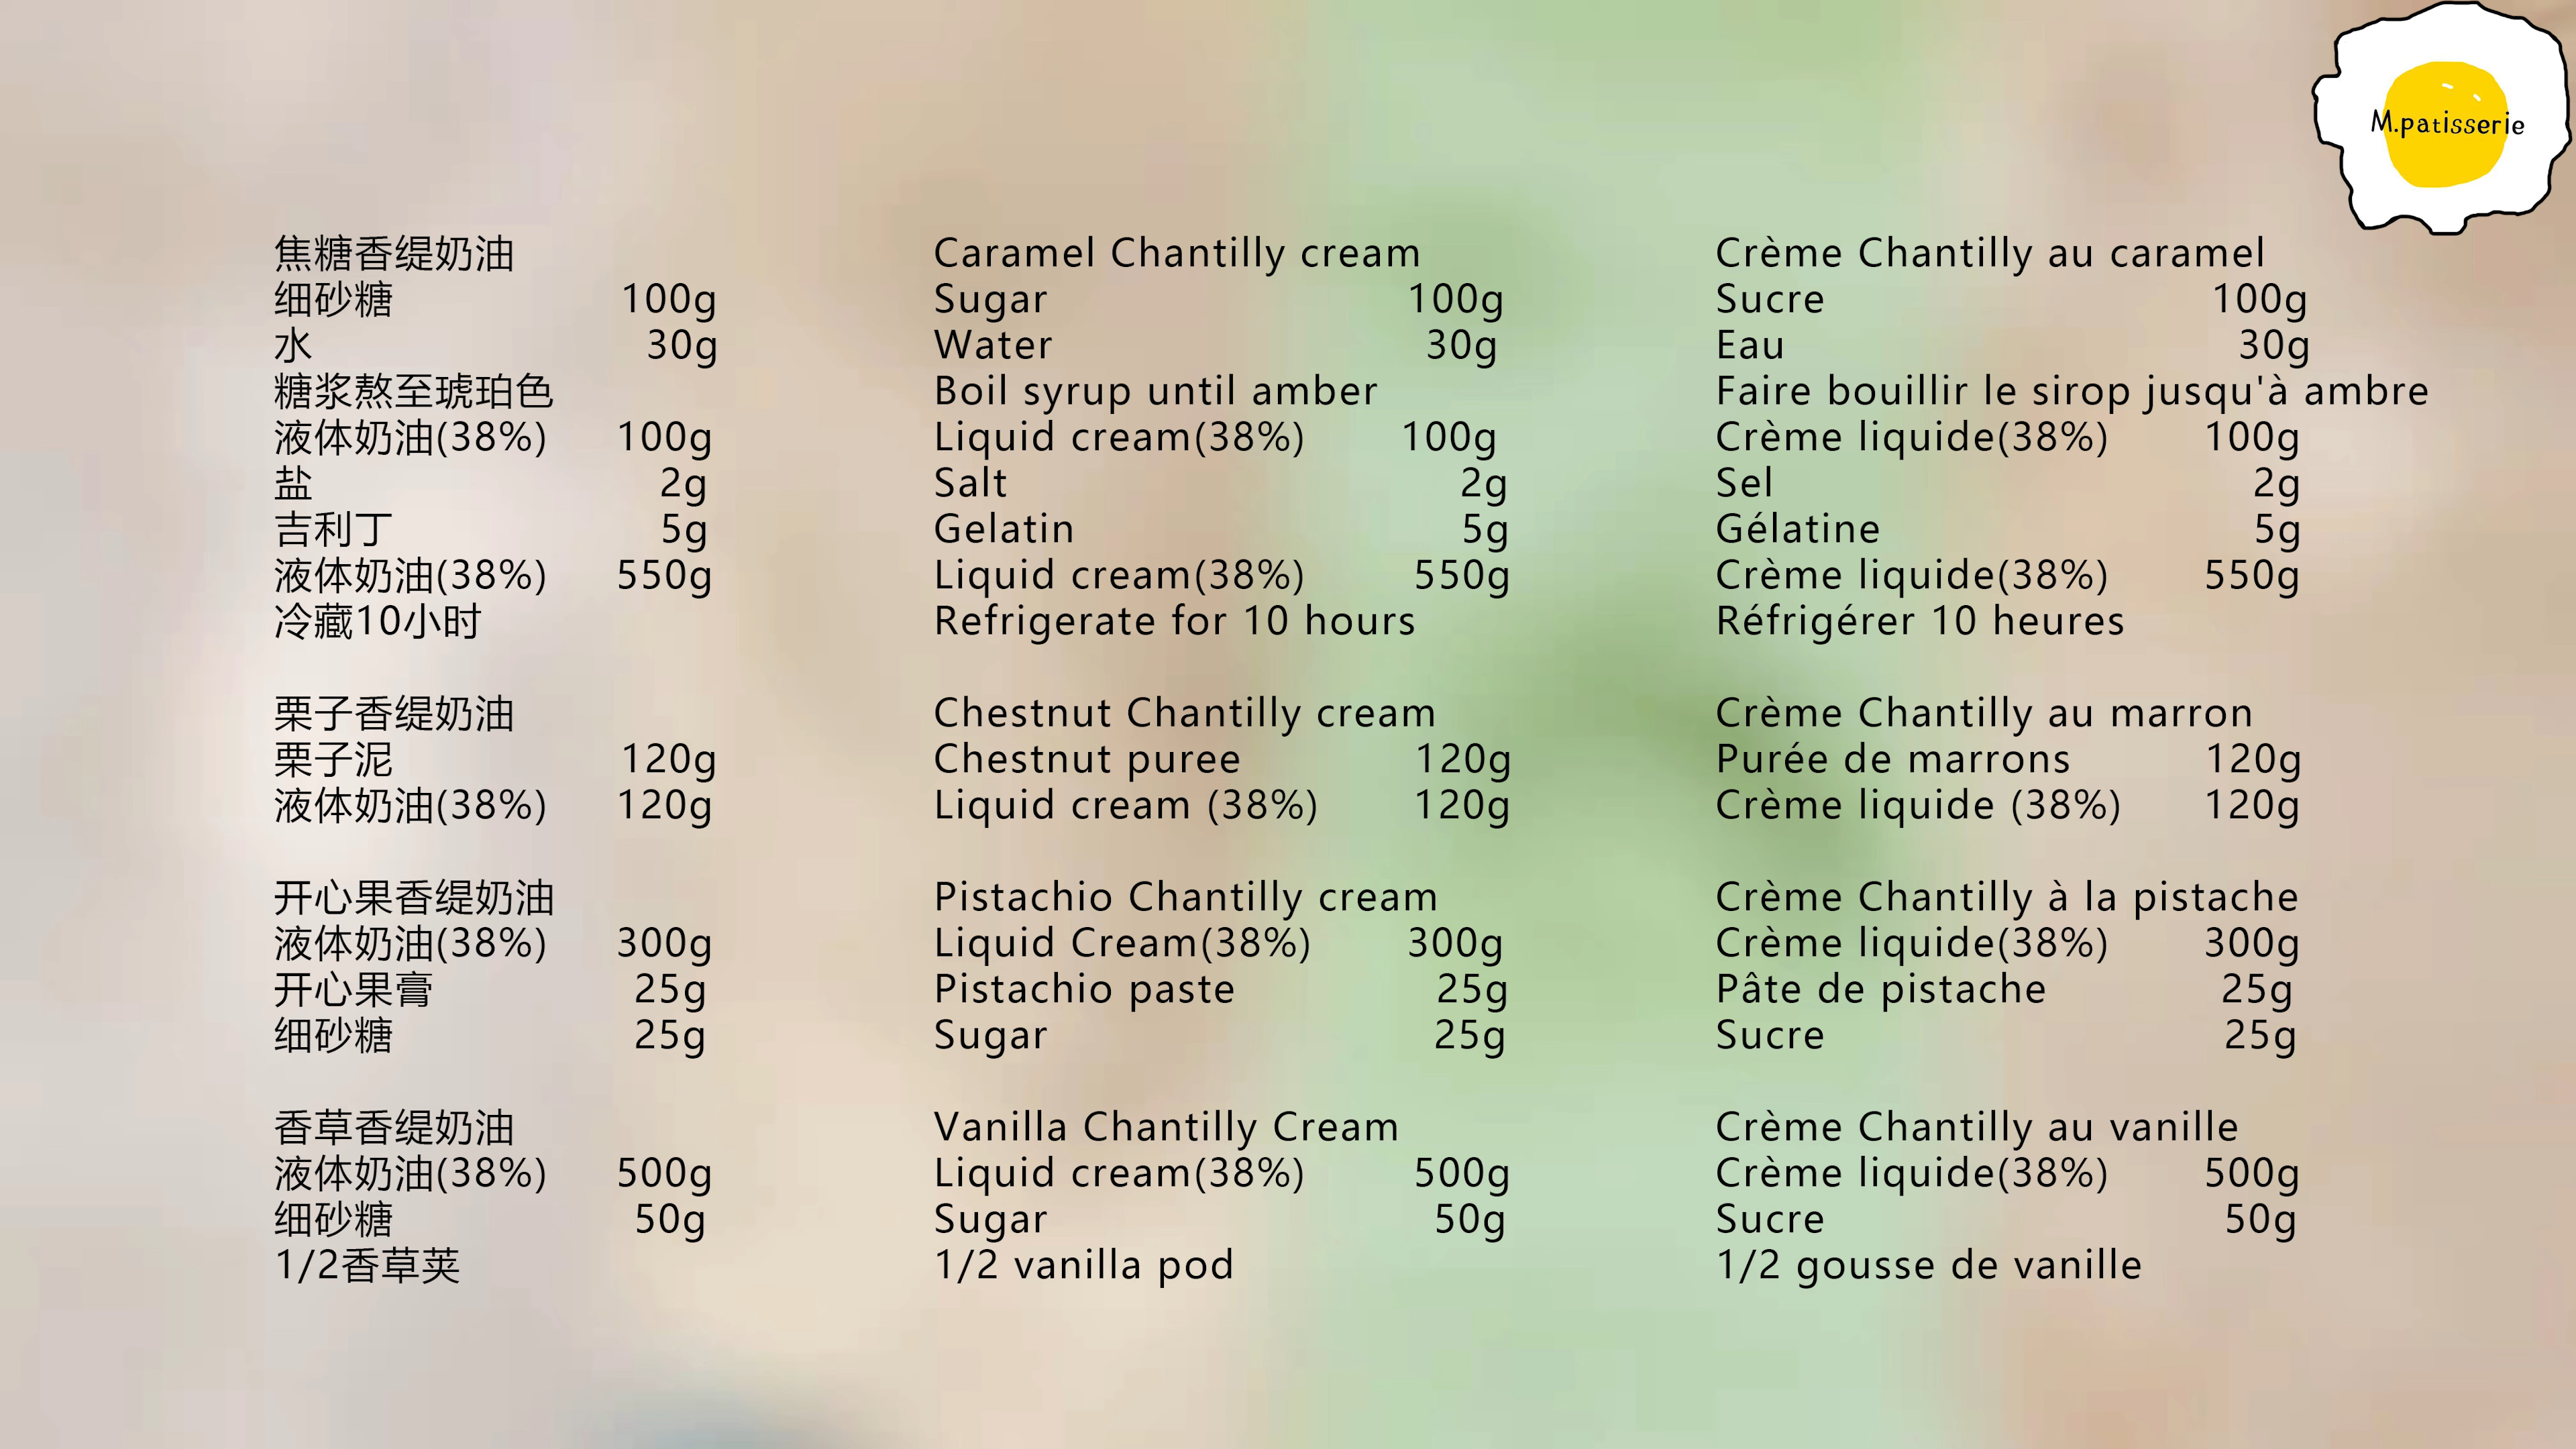 M.patisserie
焦糖香缇奶油
细砂糖 100g
水 30g
糖浆熬至琥珀色
液体奶油(38%) 100g
盐 2g
吉利丁 5g
液体奶油(38%) 550g
冷藏10小时
栗子香缇奶油
栗子泥 120g
液体奶油(38%) 120g
开心果香缇奶油
液体奶油(38%) 300g
开心果膏 25g
细砂糖 25g
香草香缇奶油
液体奶油(38%) 500g
细砂糖 50g
1/2香草荚
Caramel Chantilly cream
Sugar 100g
Water 30g
Boil syrup until amber
Liquid cream(38%) 100g
Salt 2g
Gelatin 5g
Liquid cream(38%) 550g
Refrigerate for 10 hours
Chestnut Chantilly cream
Chestnut puree 120g
Liquid cream (38%) 120g
Pistachio Chantilly cream
Liquid Cream(38%) 300g
Pistachio paste 25g
Sugar 25g
Vanilla Chantilly Cream
Liquid cream(38%) 500g
Sugar 50g
1/2 vanilla pod
Crème Chantilly au caramel
Sucre 100g
Eau 30g
Faire bouillir le sirop jusqu'à ambre
Crème liquide(38%) 100g
Sel 2g
Gélatine 5g
Crème liquide(38%) 550g
Réfrigérer 10 heures
Crème Chantilly au marron
Purée de marrons 120g
Crème liquide (38%) 120g
Crème Chantilly à la pistache
Crème liquide(38%) 300g
Pâte de pistache 25g
Sucre 25g
Crème Chantilly au vanille
Crème liquide(38%) 500g
Sucre 50g
1/2 gousse de vanille